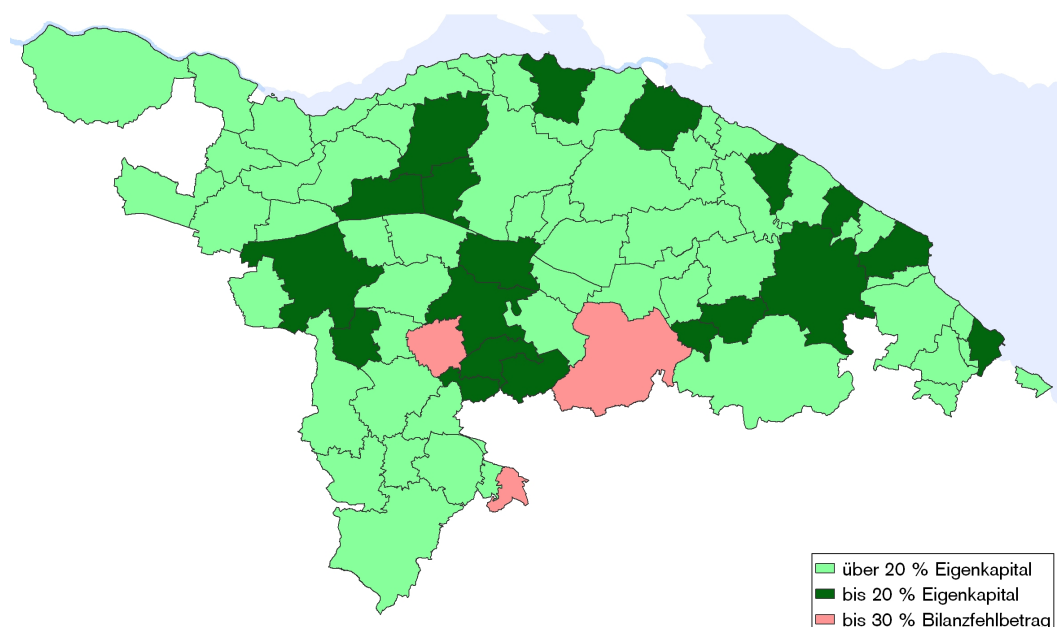 über 20 % Eigenkapital
bis 20 % Eigenkapital
bis 30 % Bilanzfehlbetrag